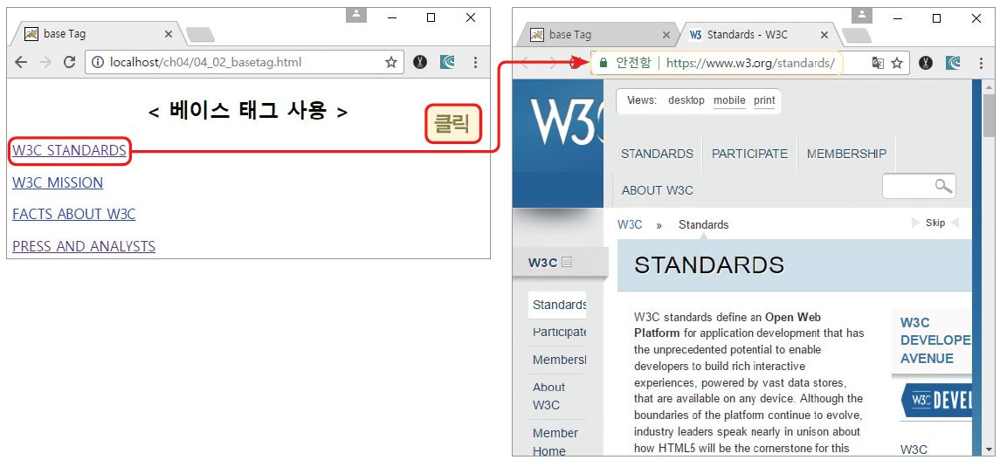 base Tag
localhost/ch04/04_02_basetag.html
< 베이스 태그 사용 >
클릭
W3C STANDARDS
W3C MISSION
FACTS ABOUT W3C
PRESS AND ANALYSTS
base Tag
W3 Standards - W3C
안전함 https://www.w3.org/standards/
W3C
Views: desktop mobile print
STANDARDS PARTICIPATE MEMBERSHIP
ABOUT W3C
W3C » Standards
Skip
W3C
STANDARDS
Standards
Participate
Membersl
About
W3C
Member
Home
W3C standards define an Open Web
Platform for application development that has
the unprecedented potential to enable
developers to build rich interactive
experiences, powered by vast data stores,
that are available on any device. Although the
boundaries of the platform continue to evolve,
industry leaders speak nearly in unison about
how HTML5 will be the cornerstone for this
W3C
DEVELOPE
AVENUE
W3C DEVEL
W3C